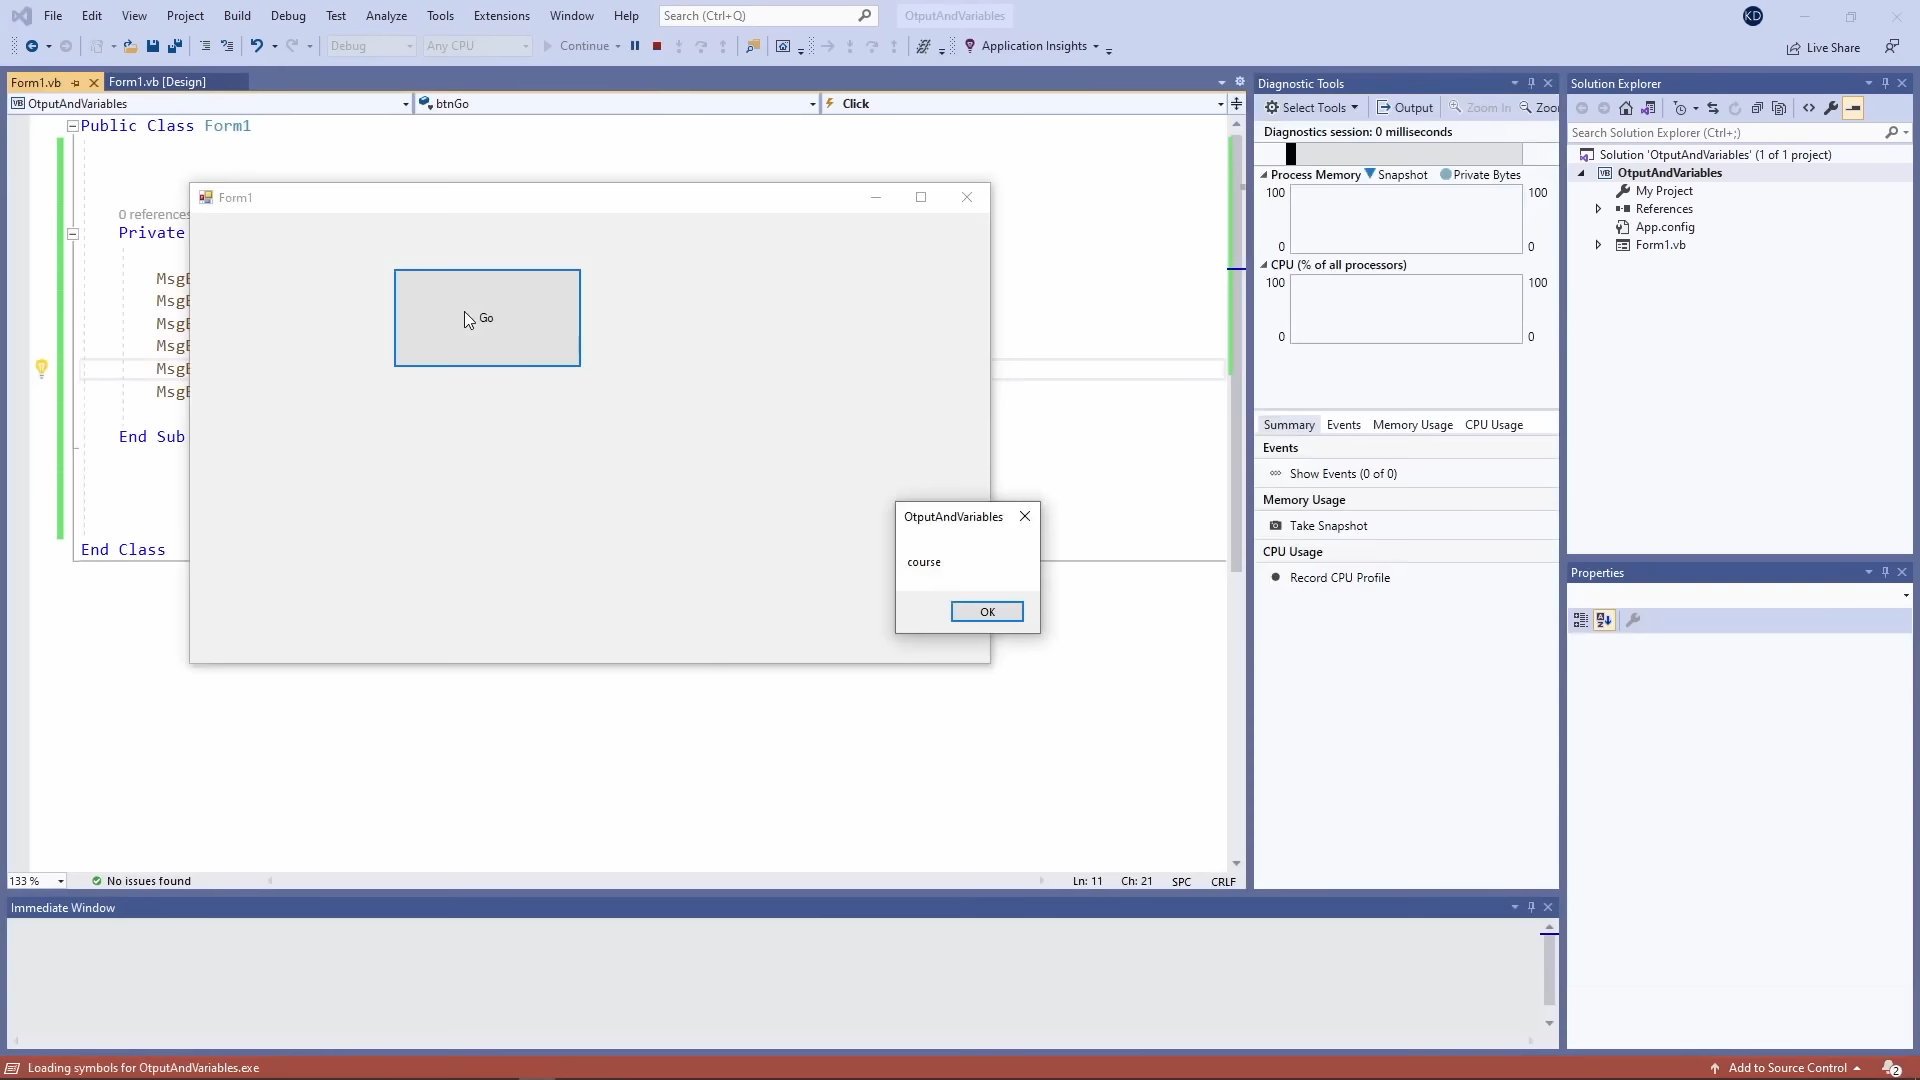 File Edit View Project Build Debug Test Analyze Tools Extensions Window Help Search (Ctrl+Q) OtputAndVariables KD
Debug Any CPU Continue Application Insights Live Share
Form1.vb Form1.vb [Design]
VB OtputAndVariables btnGo Click
Public Class Form1
0 references
Private
MsgB
MsgB
MsgB
MsgB
MsgB
MsgB
End Sub
End Class
Form1
Go
OtputAndVariables
course
OK
133 % No issues found Ln: 11 Ch: 21 SPC CRLF
Immediate Window
Diagnostic Tools
Select Tools Output Zoom In Zoo
Diagnostics session: 0 milliseconds
Process Memory Snapshot Private Bytes
100 100
0 0
CPU (% of all processors)
100 100
0 0
Summary Events Memory Usage CPU Usage
Events
Show Events (0 of 0)
Memory Usage
Take Snapshot
CPU Usage
Record CPU Profile
Solution Explorer
Search Solution Explorer (Ctrl+;)
Solution 'OtputAndVariables' (1 of 1 project)
VB OtputAndVariables
My Project
References
App.config
Form1.vb
Properties
Loading symbols for OtputAndVariables.exe Add to Source Control 2